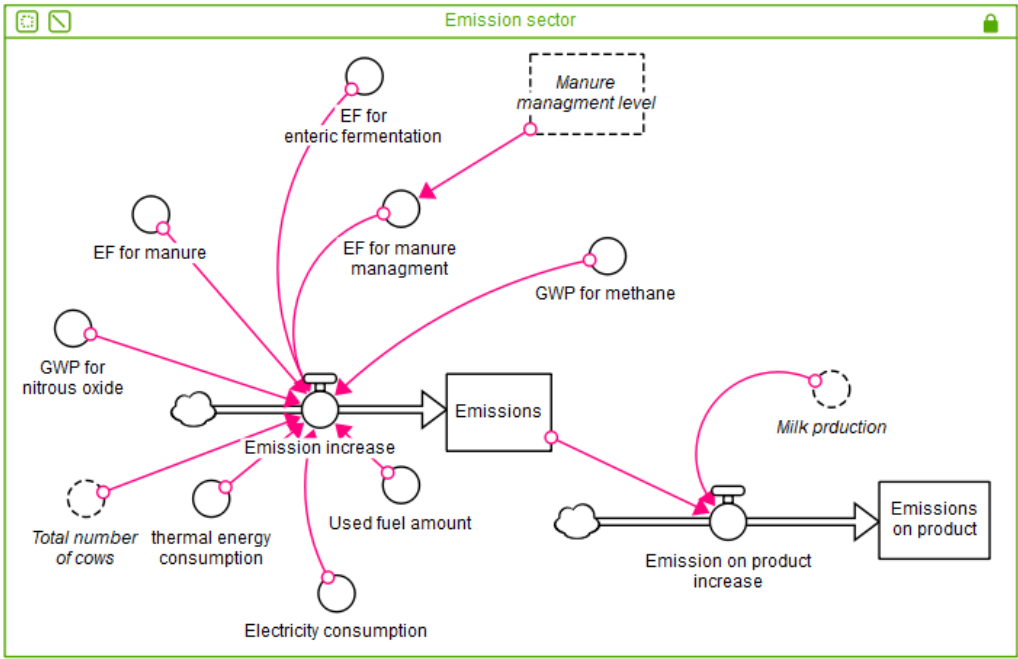 Emission sector
Manure
managment level
EF for
enteric fermentation
EF for manure
EF for manure
managment
GWP for methane
GWP for
nitrous oxide
Emissions
Milk prduction
Emission increase
Emissions
on product
Used fuel amount
Total number
of cows
thermal energy
consumption
Emission on product
increase
Electricity consumption